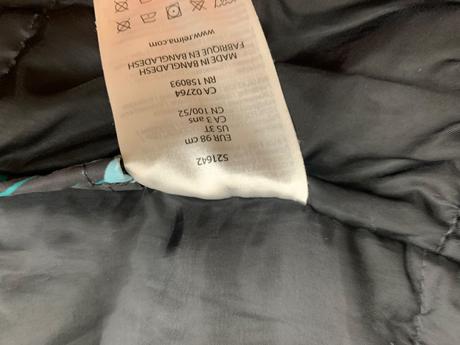 521642
EUR 98 cm
US 3T
CA 3 ans
CN 100/52
CA 02764
RN 158093
MADE IN BANGLADESH
FABRIQUE EN BANGLADESH
www.reima.com